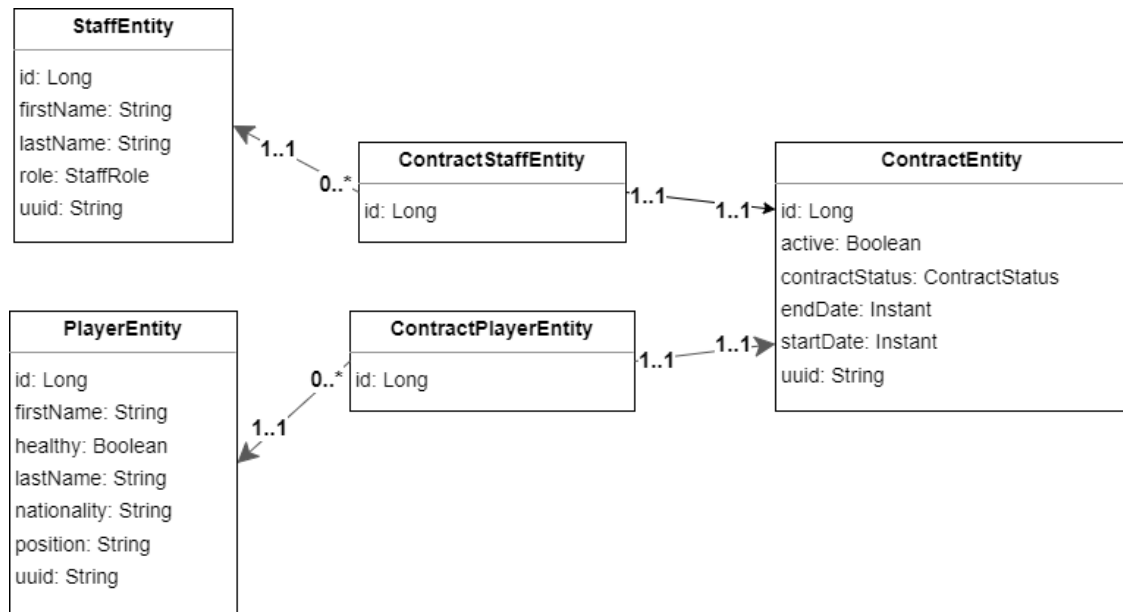 StaffEntity
id: Long
firstName: String
lastName: String
role: StaffRole
uuid: String
1..1
0..*
ContractStaffEntity
id: Long
1..1
1..1
ContractEntity
id: Long
active: Boolean
contractStatus: ContractStatus
endDate: Instant
startDate: Instant
uuid: String
PlayerEntity
id: Long
firstName: String
healthy: Boolean
lastName: String
nationality: String
position: String
uuid: String
1..1
0..*
ContractPlayerEntity
id: Long
1..1
1..1